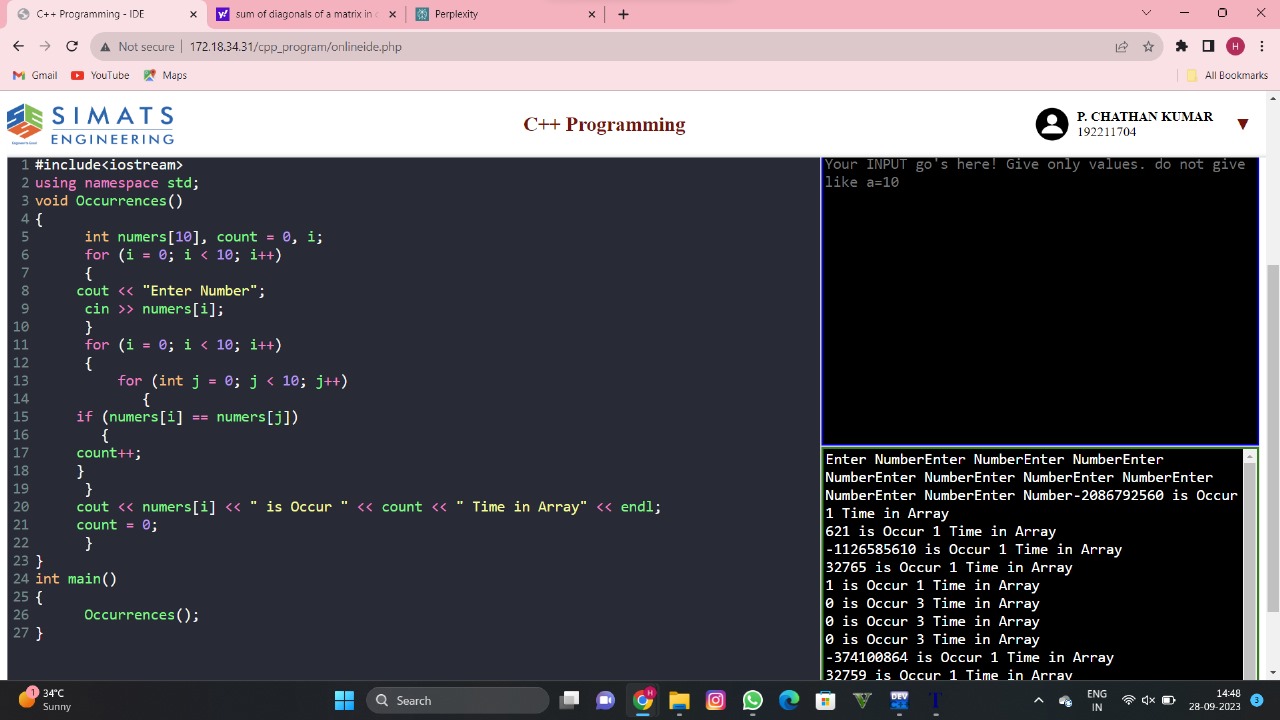 C++ Programming - IDE
sum of diagonals of a matrix in c
Perplexity
Not secure
172.18.34.31/cpp_program/onlineide.php
H
Gmail
YouTube
Maps
All Bookmarks
SIMATS
ENGINEERING
C++ Programming
P. CHATHAN KUMAR
192211704
1 #include<iostream>
2 using namespace std;
3 void Occurrences()
4 {
5 int numers[10], count = 0, i;
6 for (i = 0; i < 10; i++)
7 {
8 cout << "Enter Number";
9 cin >> numers[i];
10 }
11 for (i = 0; i < 10; i++)
12 {
13 for (int j = 0; j < 10; j++)
14 {
15 if (numers[i] == numers[j])
16 {
17 count++;
18 }
19 }
20 cout << numers[i] << " is Occur " << count << " Time in Array" << endl;
21 count = 0;
22 }
23 }
24 int main()
25 {
26 Occurrences();
27 }
Your INPUT go's here! Give only values. do not give
like a=10
Enter NumberEnter NumberEnter NumberEnter
NumberEnter NumberEnter NumberEnter NumberEnter
NumberEnter NumberEnter Number-2086792560 is Occur
1 Time in Array
621 is Occur 1 Time in Array
-1126585610 is Occur 1 Time in Array
32765 is Occur 1 Time in Array
1 is Occur 1 Time in Array
0 is Occur 3 Time in Array
0 is Occur 3 Time in Array
0 is Occur 3 Time in Array
-374100864 is Occur 1 Time in Array
32759 is Occur 1 Time in Array
1
34°C
Sunny
Search
H
DEV
ENG
IN
14:48
28-09-2023
3